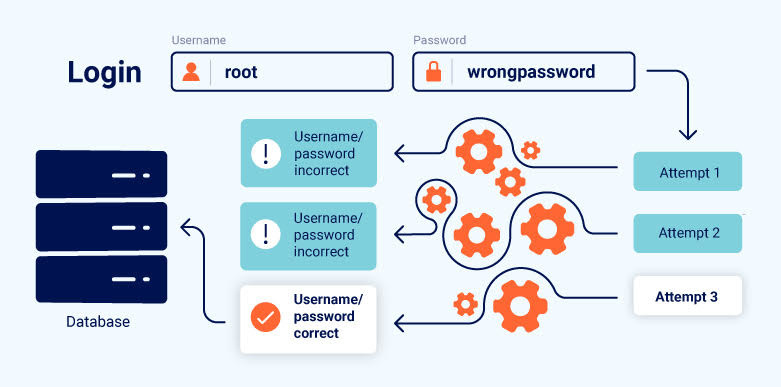 Username
Password
Login
root
wrongpassword
Username/
password
incorrect
Attempt 1
Username/
password
incorrect
Attempt 2
Username/
password
correct
Attempt 3
Database